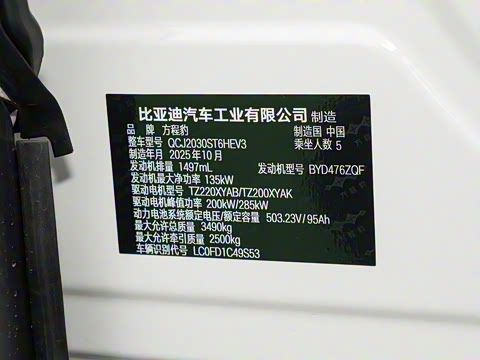 比亚迪汽车工业有限公司 制造
品 牌 方程豹 制造国 中国
整车型号 QCJ2030ST6HEV3 乘坐人数 5
制造年月 2025年10月
发动机排量 1497mL 发动机型号 BYD476ZQF
发动机最大净功率 135kW
驱动电机型号 TZ220XYAB/TZ200XYAK
驱动电机峰值功率 200kW/285kW
动力电池系统额定电压/额定容量 503.23V/95Ah
最大允许总质量 3490kg
最大允许牵引质量 2500kg
车辆识别代号 LC0FD1C49S53